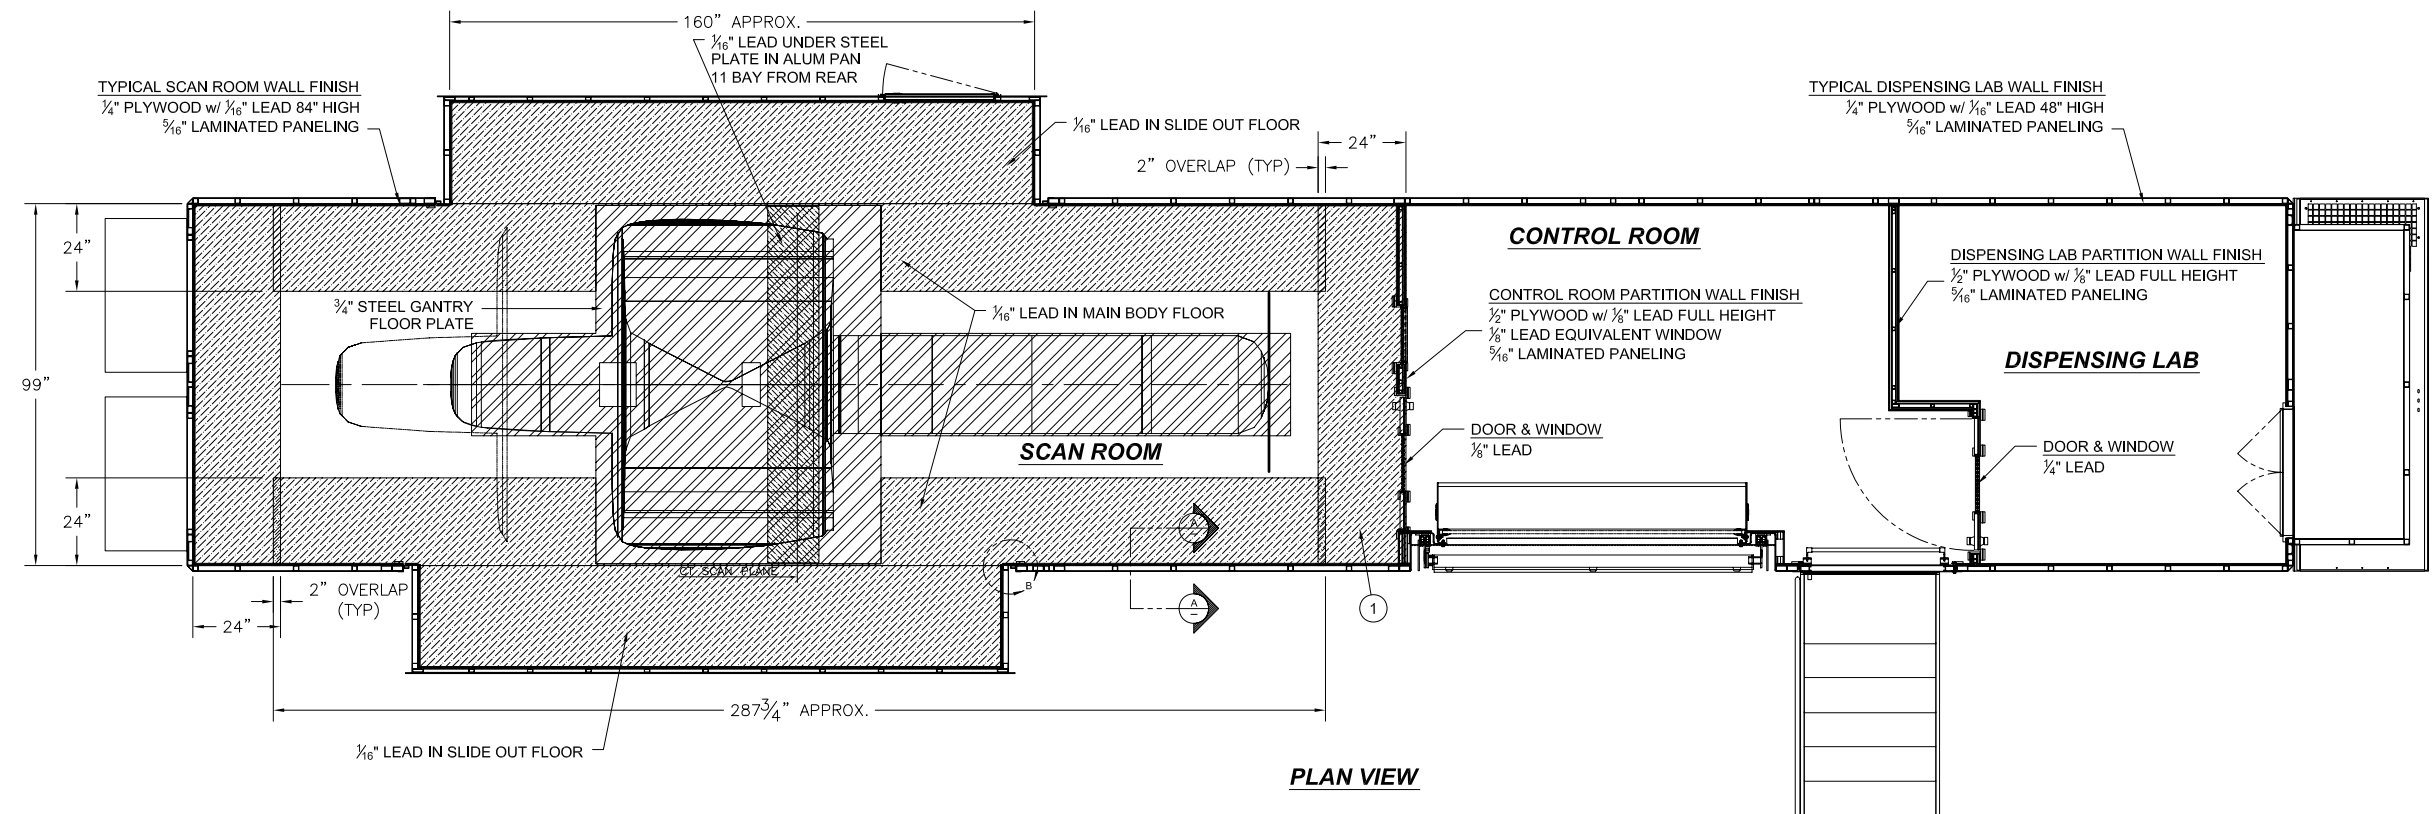 160” APPROX.
1/16" LEAD UNDER STEEL
PLATE IN ALUM PAN
11 BAY FROM REAR
TYPICAL SCAN ROOM WALL FINISH
1/4" PLYWOOD w/ 1/16" LEAD 84" HIGH
5/16" LAMINATED PANELING
1/16" LEAD IN SLIDE OUT FLOOR
24”
2” OVERLAP (TYP)
TYPICAL DISPENSING LAB WALL FINISH
1/4" PLYWOOD w/ 1/16" LEAD 48" HIGH
5/16" LAMINATED PANELING
99”
24”
24”
3/4" STEEL GANTRY
FLOOR PLATE
1/16" LEAD IN MAIN BODY FLOOR
SCAN ROOM
CONTROL ROOM
CONTROL ROOM PARTITION WALL FINISH
1/2" PLYWOOD w/ 1/8" LEAD FULL HEIGHT
1/8" LEAD EQUIVALENT WINDOW
5/16" LAMINATED PANELING
DOOR & WINDOW
1/8" LEAD
DISPENSING LAB PARTITION WALL FINISH
1/2" PLYWOOD w/ 1/8" LEAD FULL HEIGHT
5/16" LAMINATED PANELING
DISPENSING LAB
DOOR & WINDOW
1/4" LEAD
CT SCAN PLANE
A
B
A
1
2” OVERLAP
(TYP)
24”
287 3/4” APPROX.
1/16" LEAD IN SLIDE OUT FLOOR
PLAN VIEW